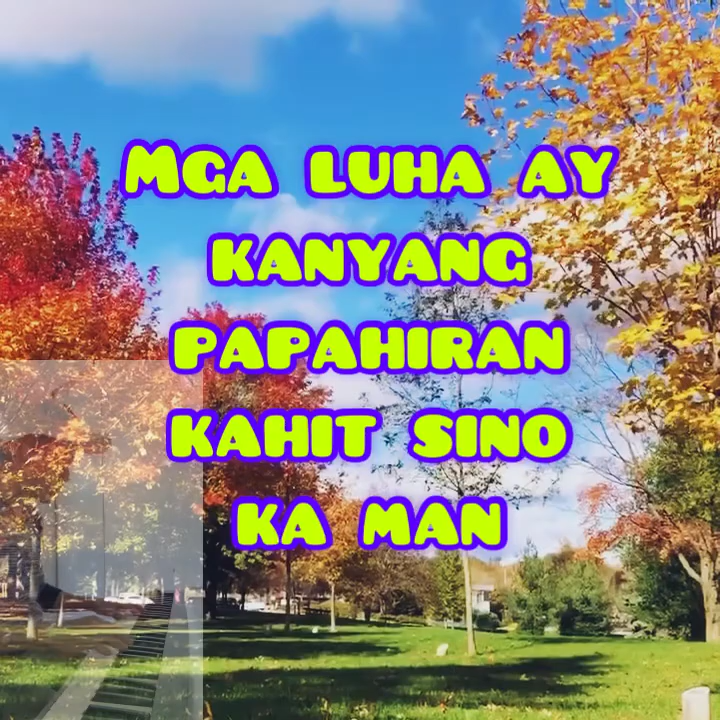 MGA LUHA AY
KANYANG
PAPAHIRAN
KAHIT SINO
KA MAN